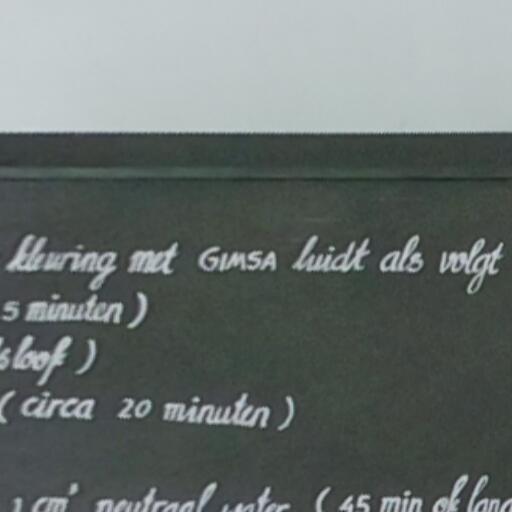 kleuring met GIMSA luidt als volgt
5 minuten)
sloof)
(circa 20 minuten)
1 cm³ neutraal water (45 min of lang